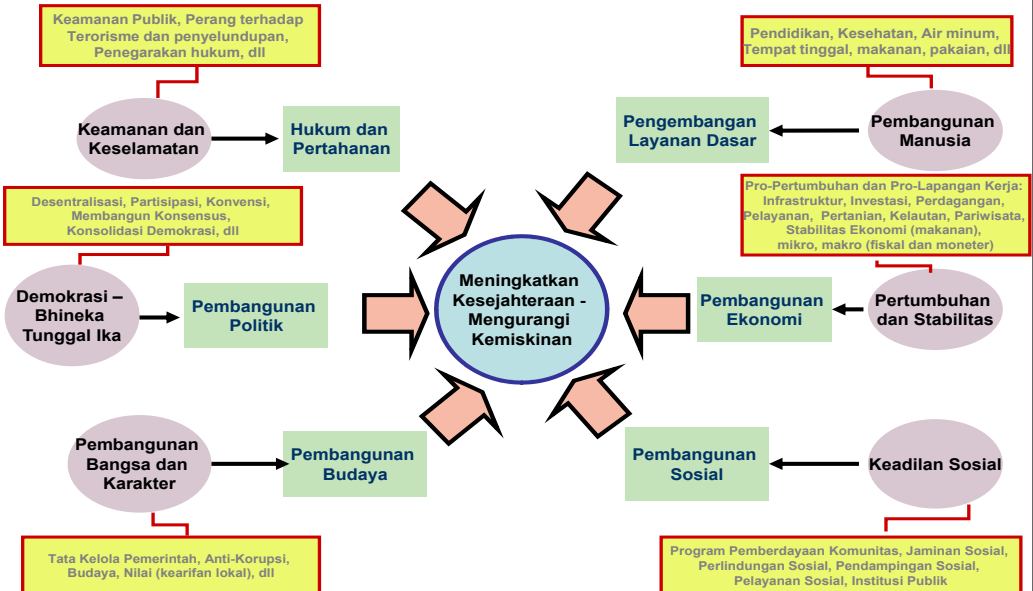 Keamanan Publik, Perang terhadap
Terorisme dan penyelundupan,
Penegarakan hukum, dll
Pendidikan, Kesehatan, Air minum,
Tempat tinggal, makanan, pakaian, dll
Keamanan dan
Keselamatan
Hukum dan
Pertahanan
Pengembangan
Layanan Dasar
Pembangunan
Manusia
Desentralisasi, Partisipasi, Konvensi,
Membangun Konsensus,
Konsolidasi Demokrasi, dll
Pro-Pertumbuhan dan Pro-Lapangan Kerja:
Infrastruktur, Investasi, Perdagangan,
Pelayanan, Pertanian, Kelautan, Pariwisata,
Stabilitas Ekonomi (makanan),
mikro, makro (fiskal dan moneter)
Demokrasi –
Bhineka
Tunggal Ika
Pembangunan
Politik
Meningkatkan
Kesejahteraan -
Mengurangi
Kemiskinan
Pembangunan
Ekonomi
Pertumbuhan
dan Stabilitas
Pembangunan
Bangsa dan
Karakter
Pembangunan
Budaya
Pembangunan
Sosial
Keadilan Sosial
Tata Kelola Pemerintah, Anti-Korupsi,
Budaya, Nilai (kearifan lokal), dll
Program Pemberdayaan Komunitas, Jaminan Sosial,
Perlindungan Sosial, Pendampingan Sosial,
Pelayanan Sosial, Institusi Publik